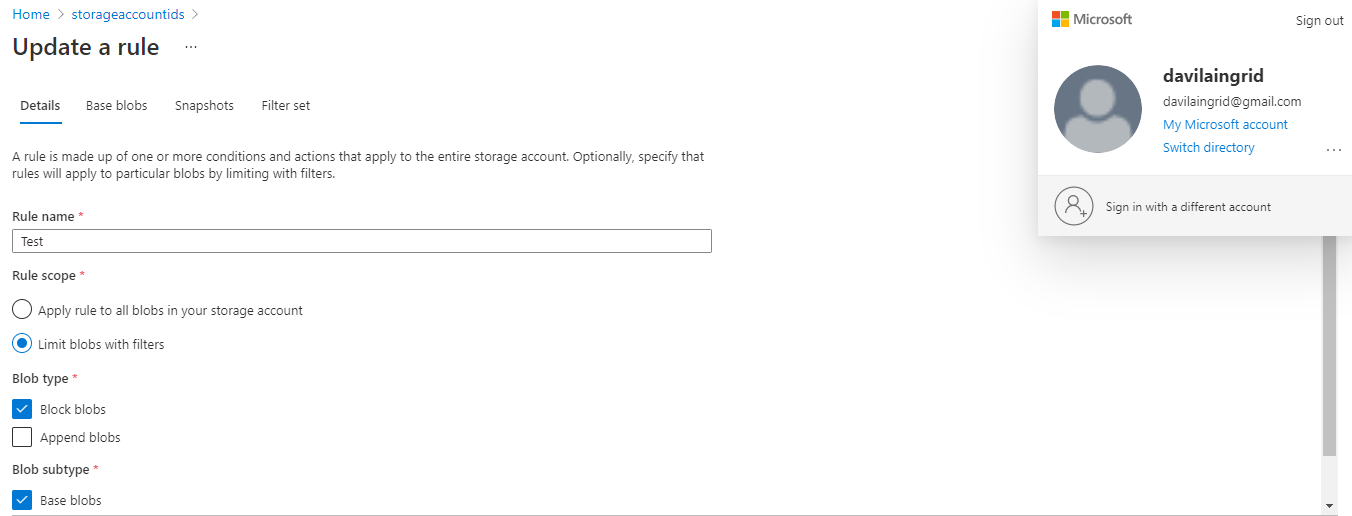 Home > storageaccountids >
Update a rule ...
Details Base blobs Snapshots Filter set
A rule is made up of one or more conditions and actions that apply to the entire storage account. Optionally, specify that
rules will apply to particular blobs by limiting with filters.
Rule name *
Test
Rule scope *
Apply rule to all blobs in your storage account
Limit blobs with filters
Blob type *
Block blobs
Append blobs
Blob subtype *
Base blobs
Microsoft
Sign out
davilaingrid
davilaingrid@gmail.com
My Microsoft account
Switch directory
...
Sign in with a different account